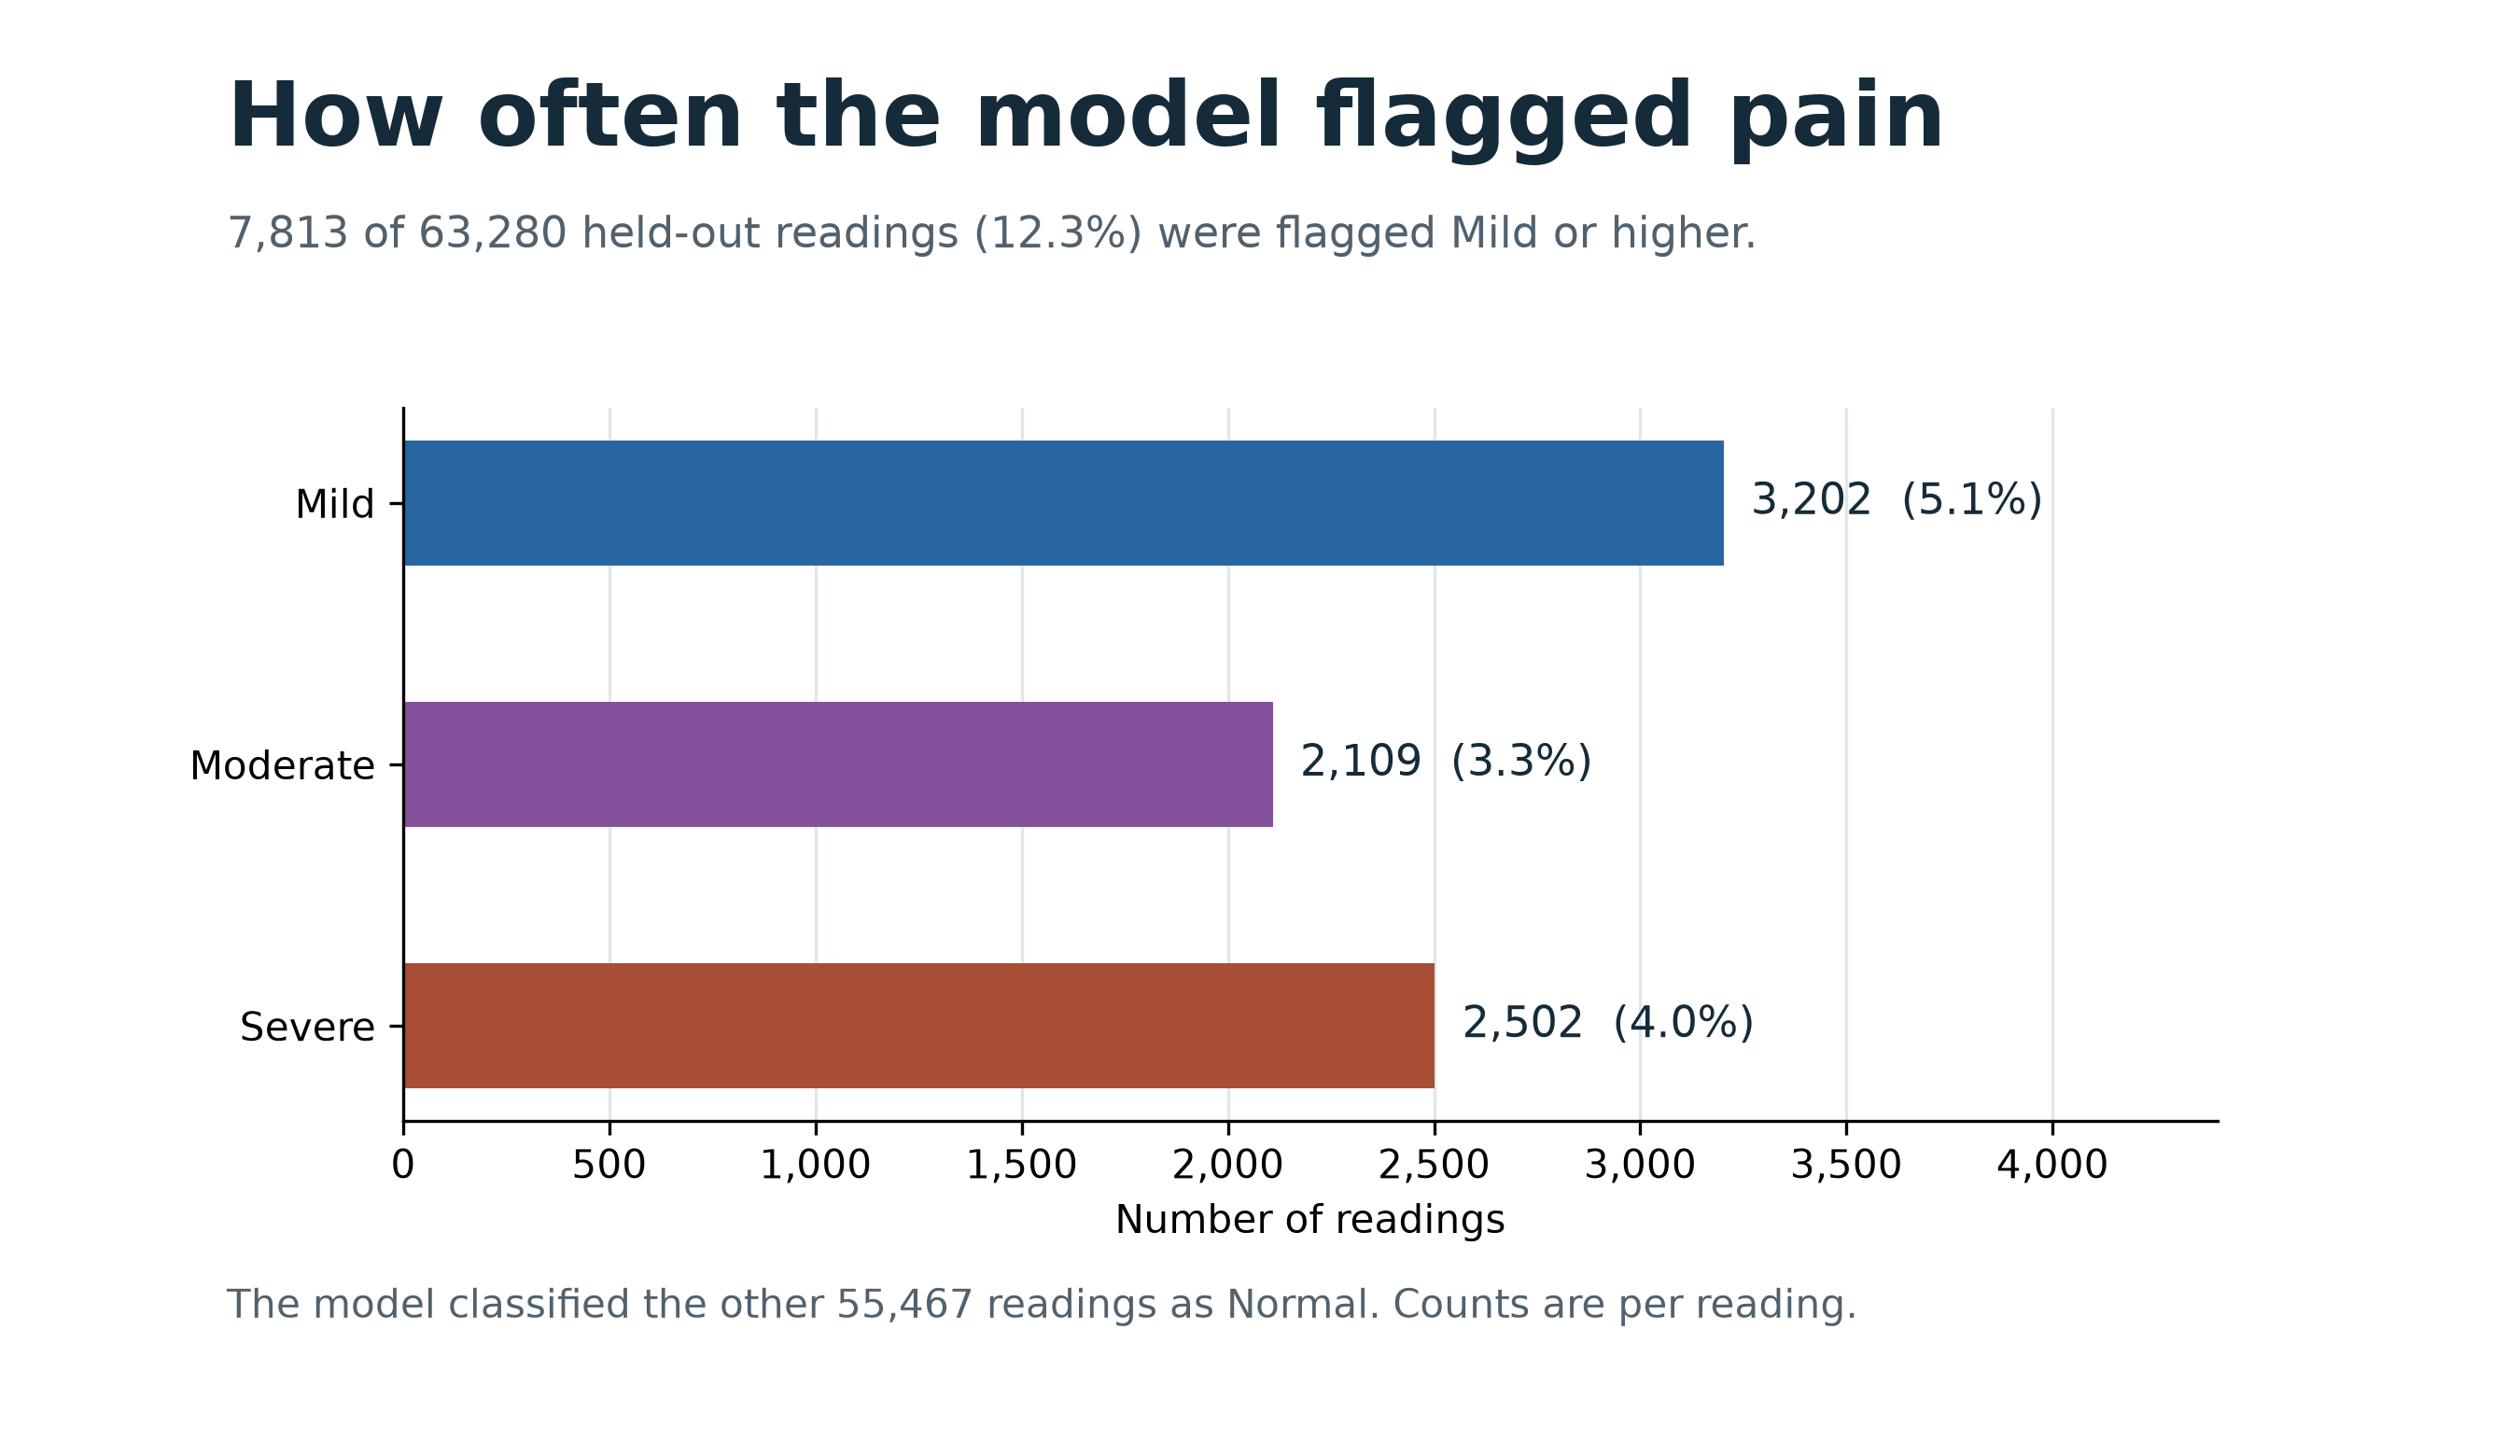 How often the model flagged pain
7,813 of 63,280 held-out readings (12.3%) were flagged Mild or higher.
Mild
3,202 (5.1%)
Moderate
2,109 (3.3%)
Severe
2,502 (4.0%)
0 500 1,000 1,500 2,000 2,500 3,000 3,500 4,000
Number of readings
The model classified the other 55,467 readings as Normal. Counts are per reading.